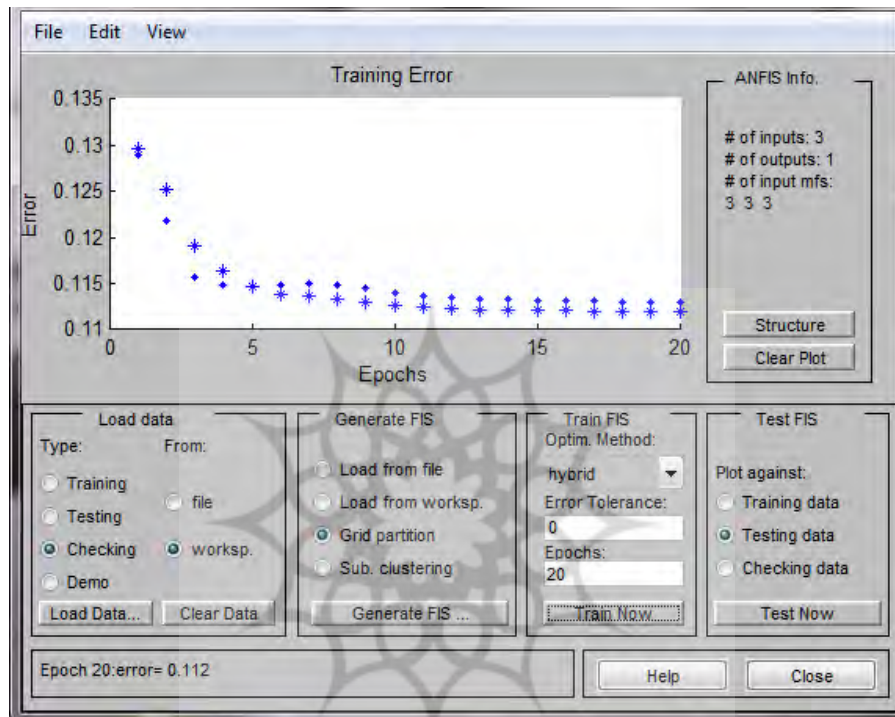 File Edit View
Training Error
0.135
0.13
0.125
0.12
0.115
0.11
Error
0 5 10 15 20
Epochs
ANFIS Info.
# of inputs: 3
# of outputs: 1
# of input mfs:
3 3 3
Structure
Clear Plot
Load data
Type: From:
Training
Testing
Checking
Demo
file
worksp.
Load Data... Clear Data
Generate FIS
Load from file
Load from worksp.
Grid partition
Sub. clustering
Generate FIS ...
Train FIS
Optim. Method:
hybrid
Error Tolerance:
0
Epochs:
20
Train Now
Test FIS
Plot against:
Training data
Testing data
Checking data
Test Now
Epoch 20:error= 0.112
Help
Close